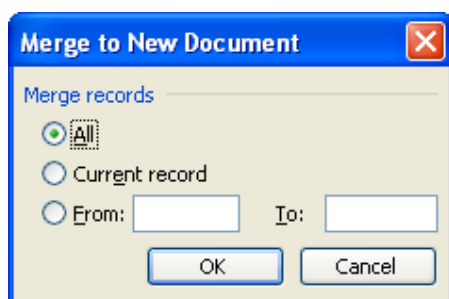 Merge to New Document
Merge records
All
Current record
From: To:
OK Cancel